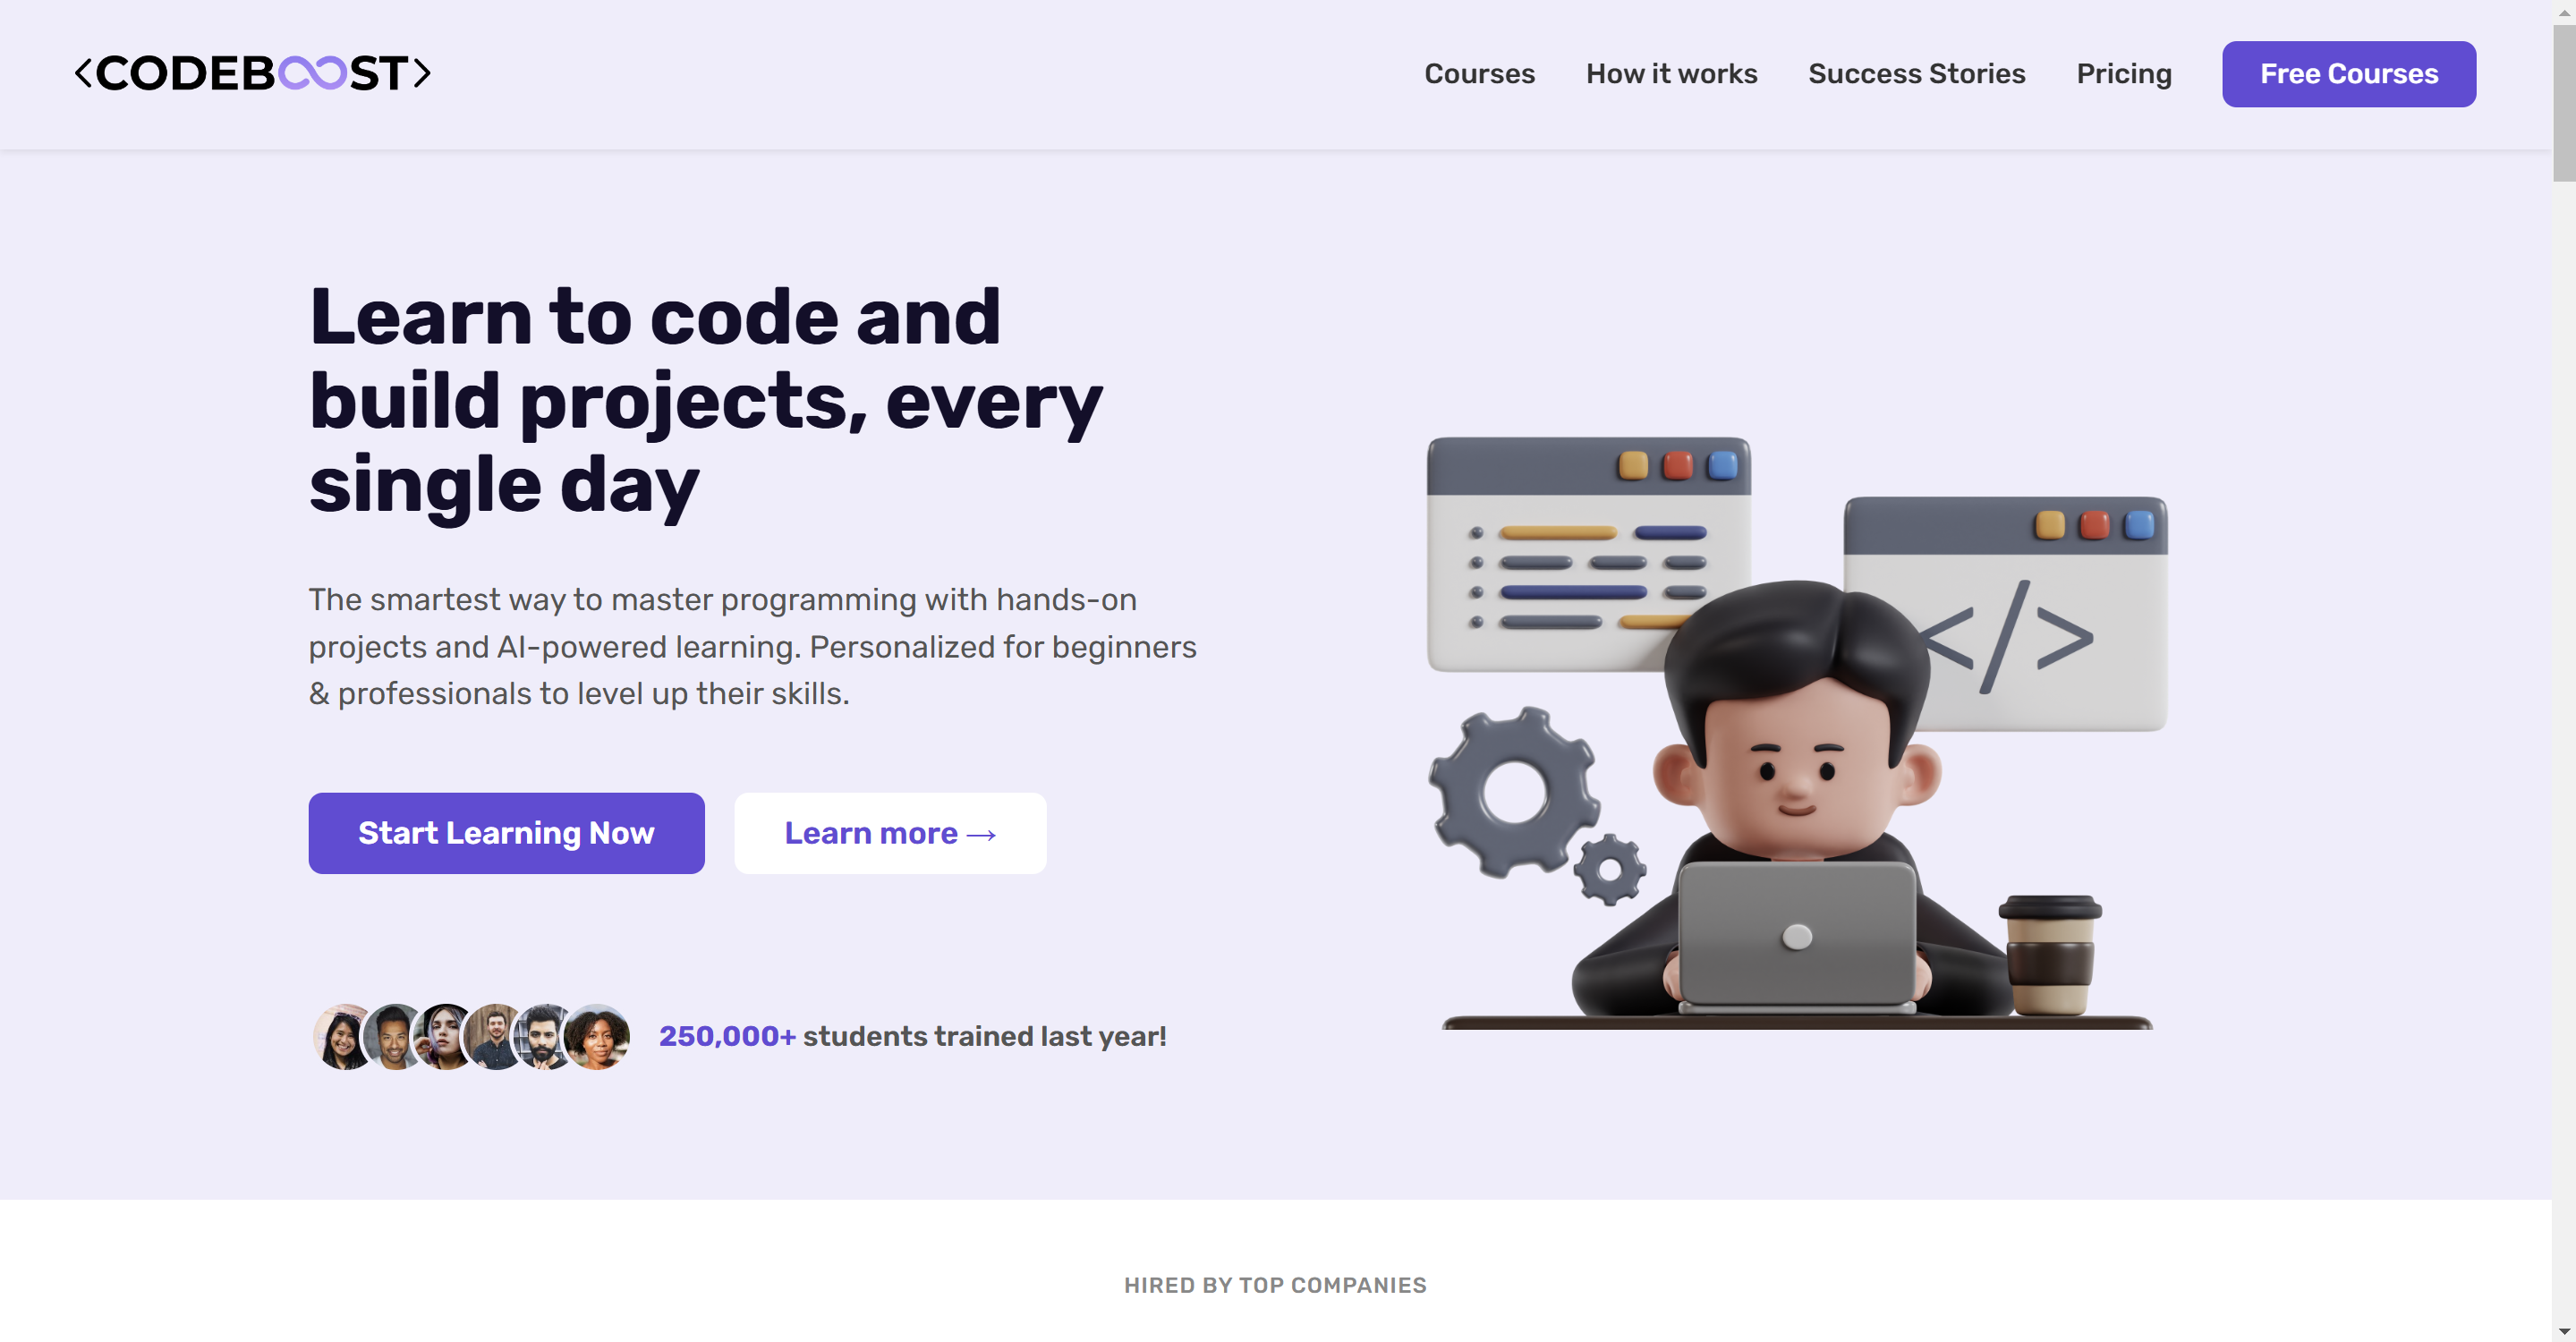 <CODEBOOST>
Courses
How it works
Success Stories
Pricing
Free Courses
Learn to code and
build projects, every
single day
The smartest way to master programming with hands-on
projects and AI-powered learning. Personalized for beginners
& professionals to level up their skills.
Start Learning Now
Learn more →
</>
250,000+ students trained last year!
HIRED BY TOP COMPANIES